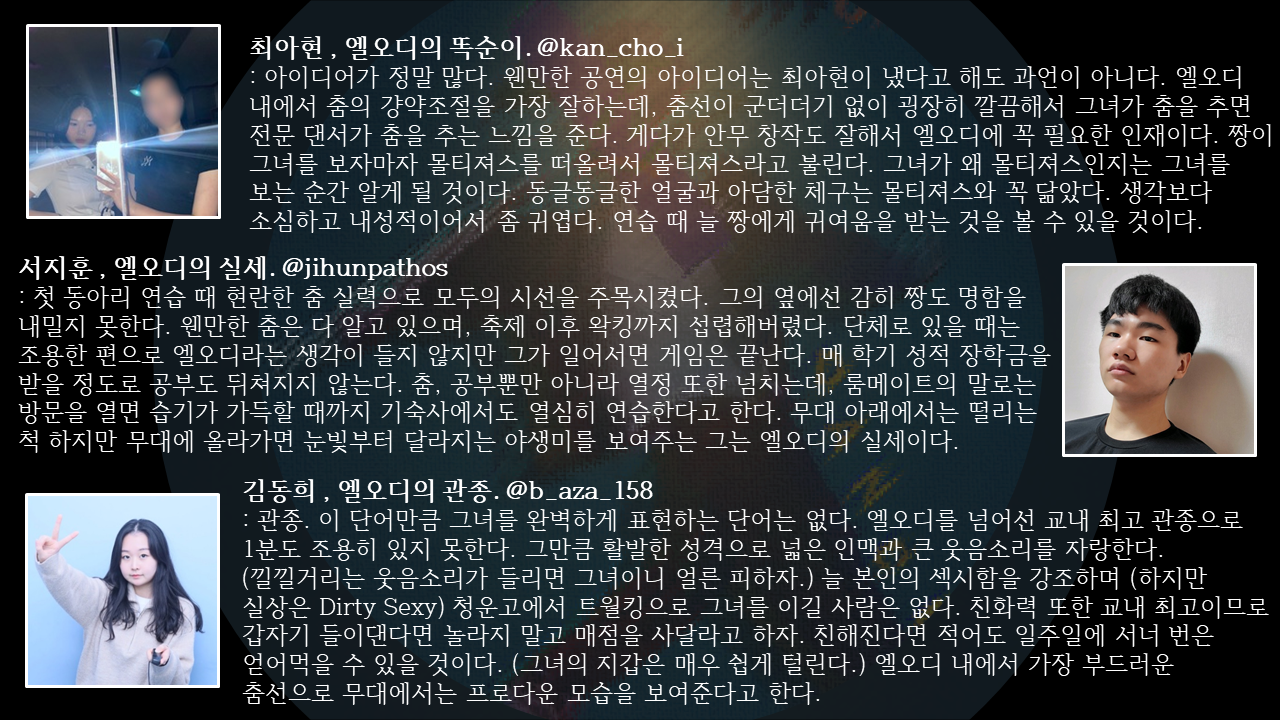 최아현 , 엘오디의 똑순이. @kan_cho_i
: 아이디어가 정말 많다. 웬만한 공연의 아이디어는 최아현이 냈다고 해도 과언이 아니다. 엘오디
내에서 춤의 걍약조절을 가장 잘하는데, 춤선이 군더더기 없이 굉장히 깔끔해서 그녀가 춤을 추면
전문 댄서가 춤을 추는 느낌을 준다. 게다가 안무 창작도 잘해서 엘오디에 꼭 필요한 인재이다. 짱이
그녀를 보자마자 몰티져스를 떠올려서 몰티져스라고 불린다. 그녀가 왜 몰티져스인지는 그녀를
보는 순간 알게 될 것이다. 동글동글한 얼굴과 아담한 체구는 몰티져스와 꼭 닮았다. 생각보다
소심하고 내성적이어서 좀 귀엽다. 연습 때 늘 짱에게 귀여움을 받는 것을 볼 수 있을 것이다.
서지훈 , 엘오디의 실세. @jihunpathos
: 첫 동아리 연습 때 현란한 춤 실력으로 모두의 시선을 주목시켰다. 그의 옆에선 감히 짱도 명함을
내밀지 못한다. 웬만한 춤은 다 알고 있으며, 축제 이후 왁킹까지 섭렵해버렸다. 단체로 있을 때는
조용한 편으로 엘오디라는 생각이 들지 않지만 그가 일어서면 게임은 끝난다. 매 학기 성적 장학금을
받을 정도로 공부도 뒤쳐지지 않는다. 춤, 공부뿐만 아니라 열정 또한 넘치는데, 룸메이트의 말로는
방문을 열면 습기가 가득할 때까지 기숙사에서도 열심히 연습한다고 한다. 무대 아래에서는 떨리는
척 하지만 무대에 올라가면 눈빛부터 달라지는 야생미를 보여주는 그는 엘오디의 실세이다.
김동희 , 엘오디의 관종. @b_aza_158
: 관종. 이 단어만큼 그녀를 완벽하게 표현하는 단어는 없다. 엘오디를 넘어선 교내 최고 관종으로
1분도 조용히 있지 못한다. 그만큼 활발한 성격으로 넓은 인맥과 큰 웃음소리를 자랑한다.
(낄낄거리는 웃음소리가 들리면 그녀이니 얼른 피하자.) 늘 본인의 섹시함을 강조하며 (하지만
실상은 Dirty Sexy) 청운고에서 트월킹으로 그녀를 이길 사람은 없다. 친화력 또한 교내 최고이므로
갑자기 들이댄다면 놀라지 말고 매점을 사달라고 하자. 친해진다면 적어도 일주일에 서너 번은
얻어먹을 수 있을 것이다. (그녀의 지갑은 매우 쉽게 털린다.) 엘오디 내에서 가장 부드러운
춤선으로 무대에서는 프로다운 모습을 보여준다고 한다.